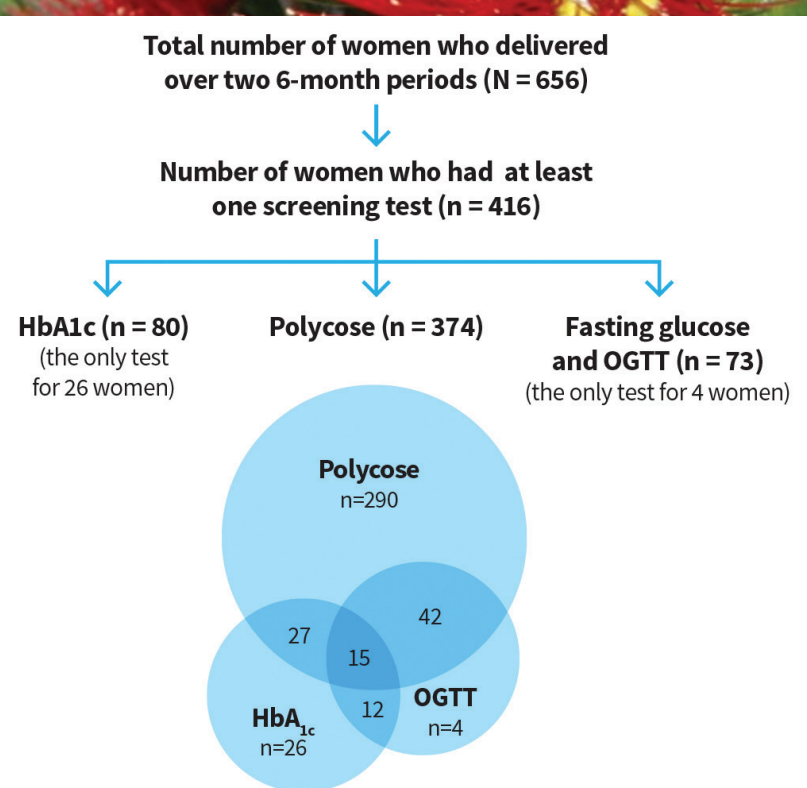 Total number of women who delivered
over two 6-month periods (N = 656)
Number of women who had at least
one screening test (n = 416)
HbA1c (n = 80)
(the only test
for 26 women)
Polycose (n = 374)
Fasting glucose
and OGTT (n = 73)
(the only test for 4 women)
Polycose
n=290
42
27
15
12
OGTT
n=4
HbA1c
n=26